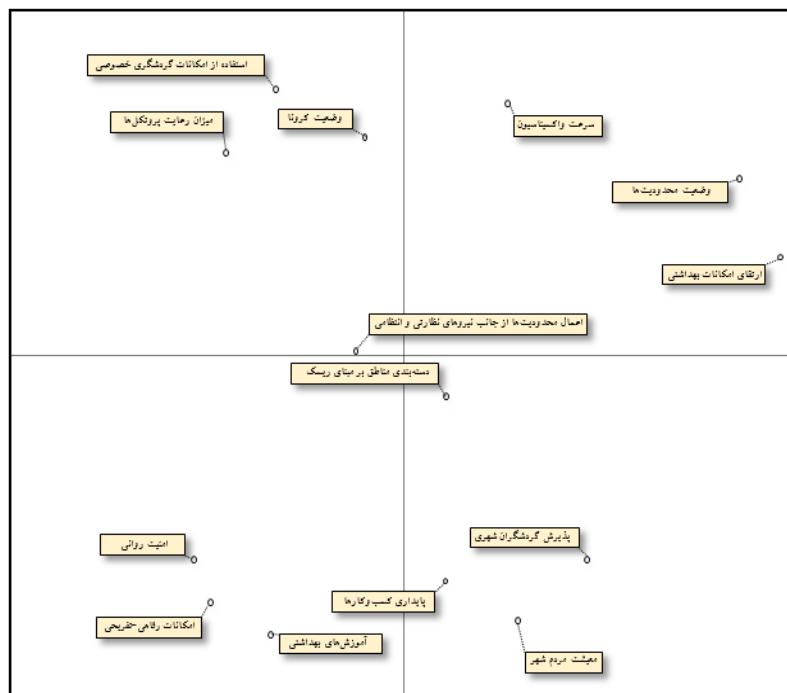 استفاده از امکانات گردشگری خصوصی
میزان رعایت پروتکل‌ها
وضعیت کرونا
سرعت واکسیناسیون
وضعیت محدودیت‌ها
ارتقای امکانات بهداشتی
اعمال محدودیت‌ها از جانب نیروهای نظارتی و انتظامی
دسته‌بندی مناطق بر مبنای ریسک
پذیرش گردشگران شهری
امنیت روانی
پایداری کسب‌وکارها
امکانات رفاهی-تفریحی
آموزش‌های بهداشتی
معیشت مردم شهر